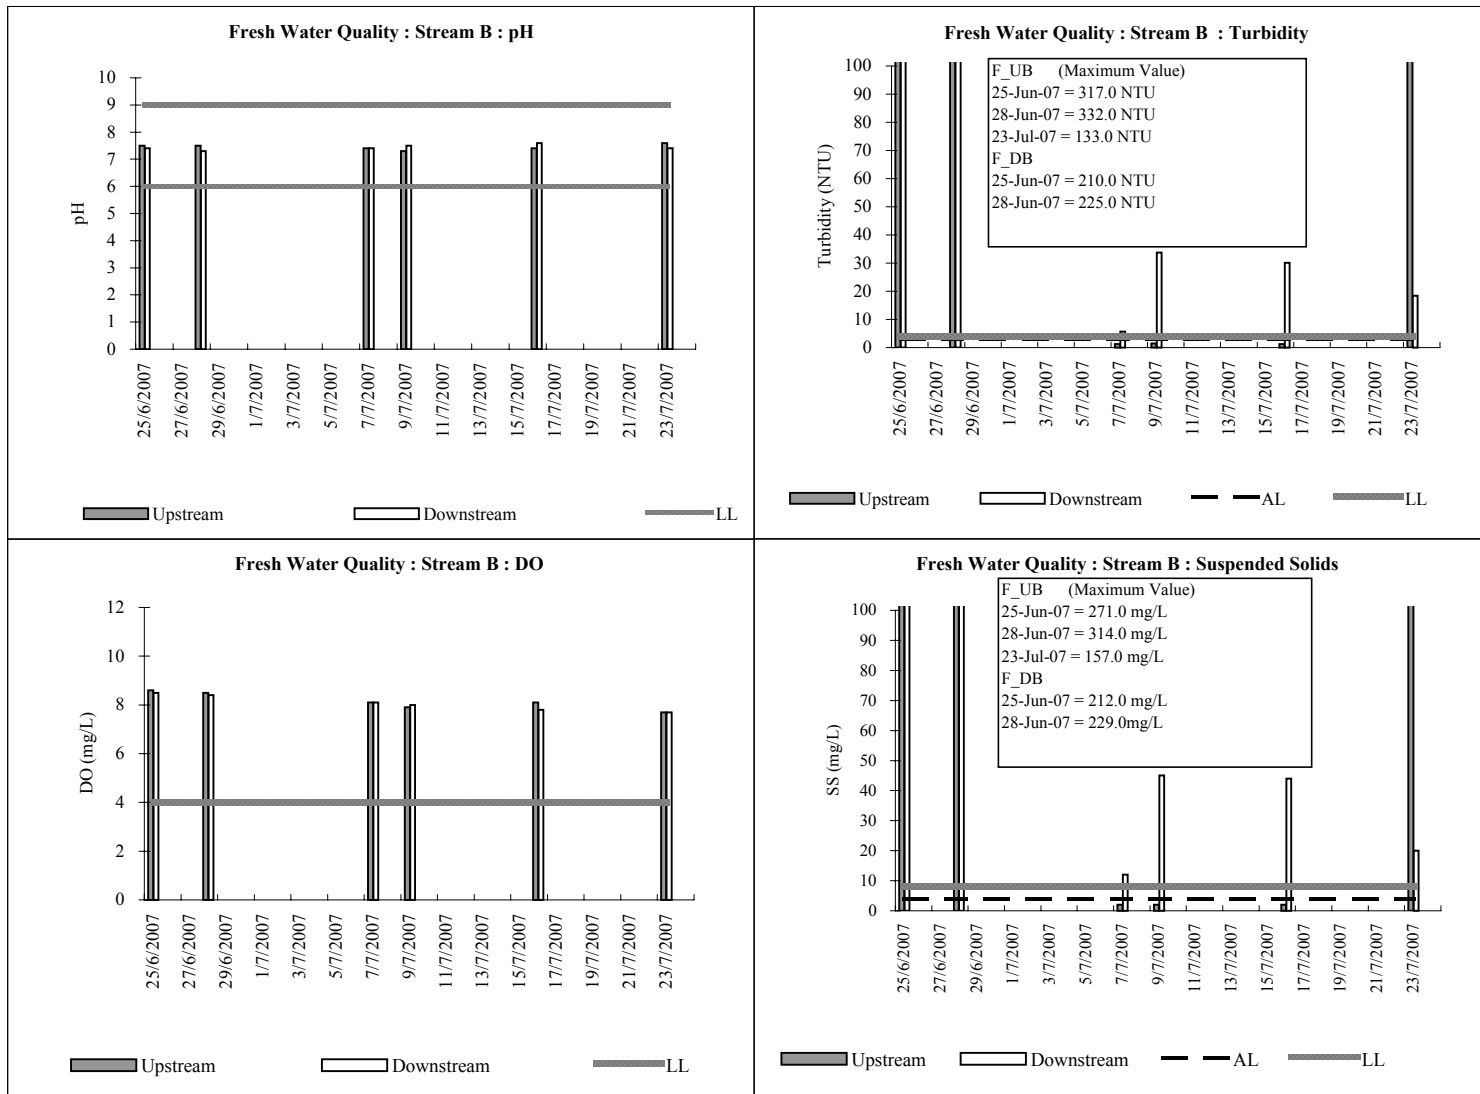 Fresh Water Quality : Stream B : pH
10
9
8
7
6
5
4
3
2
1
0
pH
25/6/2007
27/6/2007
29/6/2007
1/7/2007
3/7/2007
5/7/2007
7/7/2007
9/7/2007
11/7/2007
13/7/2007
15/7/2007
17/7/2007
19/7/2007
21/7/2007
23/7/2007
Upstream
Downstream
LL
Fresh Water Quality : Stream B : Turbidity
F_UB (Maximum Value)
25-Jun-07 = 317.0 NTU
28-Jun-07 = 332.0 NTU
23-Jul-07 = 133.0 NTU
F_DB
25-Jun-07 = 210.0 NTU
28-Jun-07 = 225.0 NTU
100
90
80
70
60
50
40
30
20
10
0
Turbidity (NTU)
25/6/2007
27/6/2007
29/6/2007
1/7/2007
3/7/2007
5/7/2007
7/7/2007
9/7/2007
11/7/2007
13/7/2007
15/7/2007
17/7/2007
19/7/2007
21/7/2007
23/7/2007
Upstream
Downstream
AL
LL
Fresh Water Quality : Stream B : DO
12
10
8
6
4
2
0
DO (mg/L)
25/6/2007
27/6/2007
29/6/2007
1/7/2007
3/7/2007
5/7/2007
7/7/2007
9/7/2007
11/7/2007
13/7/2007
15/7/2007
17/7/2007
19/7/2007
21/7/2007
23/7/2007
Upstream
Downstream
LL
Fresh Water Quality : Stream B : Suspended Solids
F_UB (Maximum Value)
25-Jun-07 = 271.0 mg/L
28-Jun-07 = 314.0 mg/L
23-Jul-07 = 157.0 mg/L
F_DB
25-Jun-07 = 212.0 mg/L
28-Jun-07 = 229.0mg/L
100
90
80
70
60
50
40
30
20
10
0
SS (mg/L)
25/6/2007
27/6/2007
29/6/2007
1/7/2007
3/7/2007
5/7/2007
7/7/2007
9/7/2007
11/7/2007
13/7/2007
15/7/2007
17/7/2007
19/7/2007
21/7/2007
23/7/2007
Upstream
Downstream
AL
LL